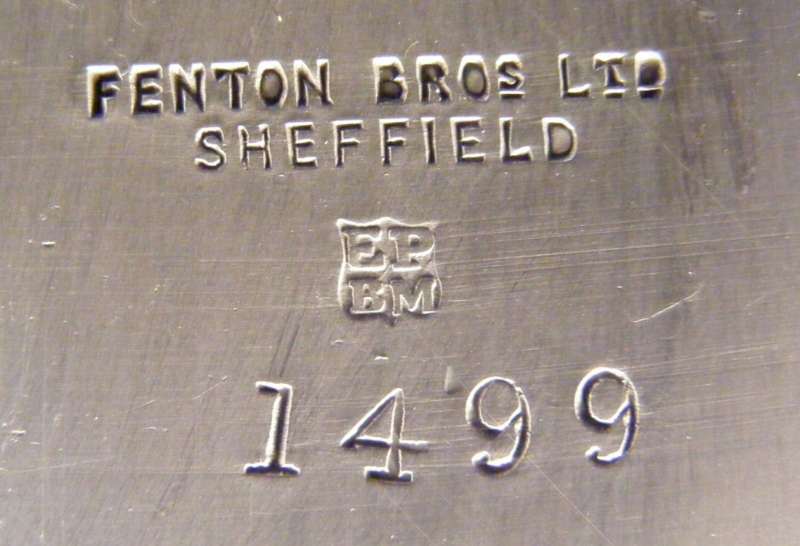 FENTON BROS LTD
SHEFFIELD
EP
BM
1499